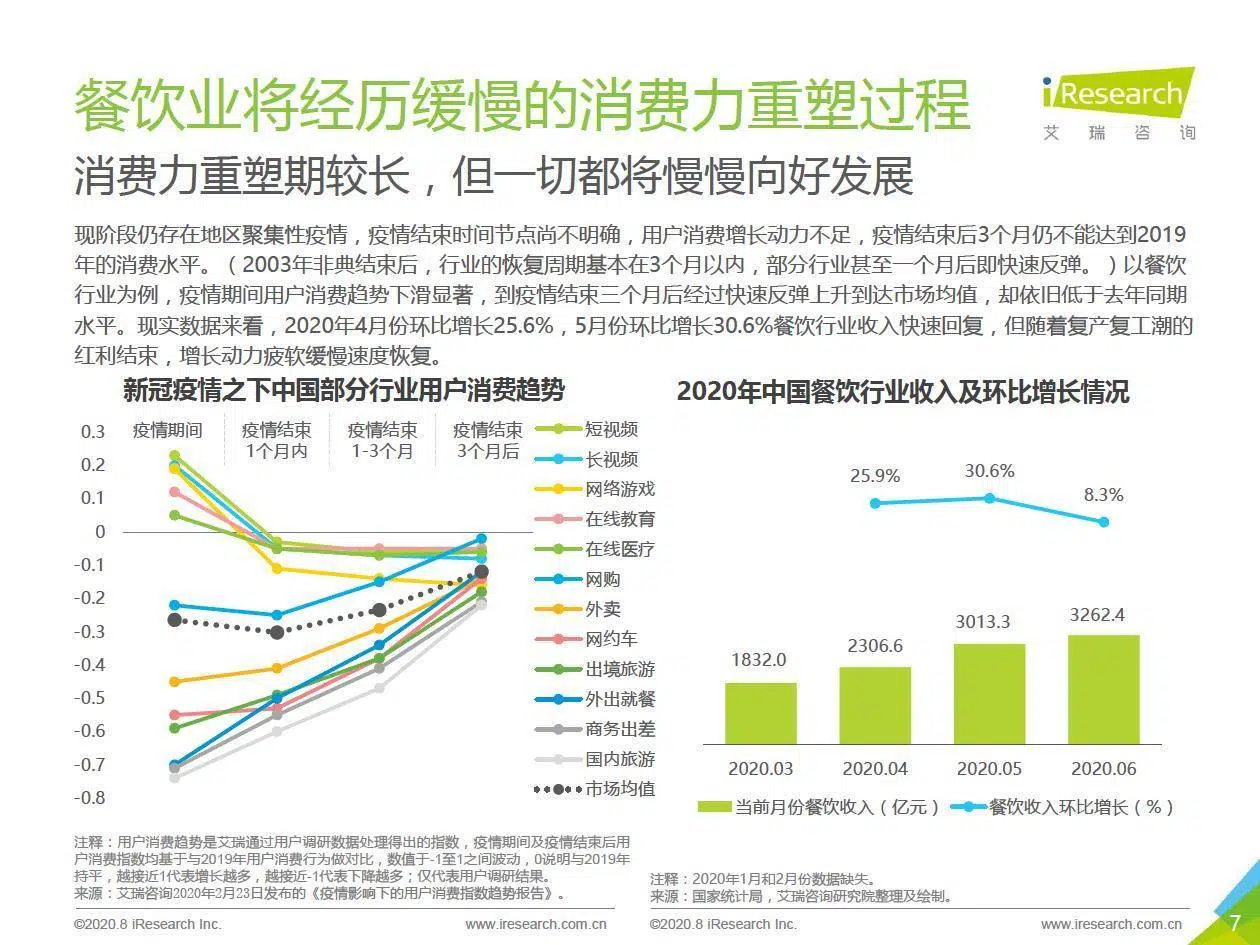 餐饮业将经历缓慢的消费力重塑过程
iResearch
艾瑞咨询
消费力重塑期较长，但一切都将慢慢向好发展
现阶段仍存在地区聚集性疫情，疫情结束时间节点尚不明确，用户消费增长动力不足，疫情结束后3个月仍不能达到2019
年的消费水平。（2003年非典结束后，行业的恢复周期基本在3个月以内，部分行业甚至一个月后即快速反弹。）以餐饮
行业为例，疫情期间用户消费趋势下滑显著，到疫情结束三个月后经过快速反弹上升到达市场均值，却依旧低于去年同期
水平。现实数据来看，2020年4月份环比增长25.6%，5月份环比增长30.6%餐饮行业收入快速回复，但随着复产复工潮的
红利结束，增长动力疲软缓慢速度恢复。
新冠疫情之下中国部分行业用户消费趋势
疫情期间
疫情结束
1个月内
疫情结束
1-3个月
疫情结束
3个月后
0.3
0.2
0.1
0
-0.1
-0.2
-0.3
-0.4
-0.5
-0.6
-0.7
-0.8
短视频
长视频
网络游戏
在线教育
在线医疗
网购
外卖
网约车
出境旅游
外出就餐
商务出差
国内旅游
市场均值
注释：用户消费趋势是艾瑞通过用户调研数据处理得出的指数，疫情期间及疫情结束后用
户消费指数均基于与2019年用户消费行为做对比，数值于-1至1之间波动，0说明与2019年
持平，越接近1代表增长越多，越接近-1代表下降越多；仅代表用户调研结果。
来源：艾瑞咨询2020年2月23日发布的《疫情影响下的用户消费指数趋势报告》。
©2020.8 iResearch Inc.
www.iresearch.com.cn
2020年中国餐饮行业收入及环比增长情况
25.9%
30.6%
8.3%
1832.0
2306.6
3013.3
3262.4
2020.03
2020.04
2020.05
2020.06
当前月份餐饮收入（亿元）
餐饮收入环比增长（%）
注释：2020年1月和2月份数据缺失。
来源：国家统计局，艾瑞咨询研究院整理及绘制。
©2020.8 iResearch Inc.
www.iresearch.com.cn
7